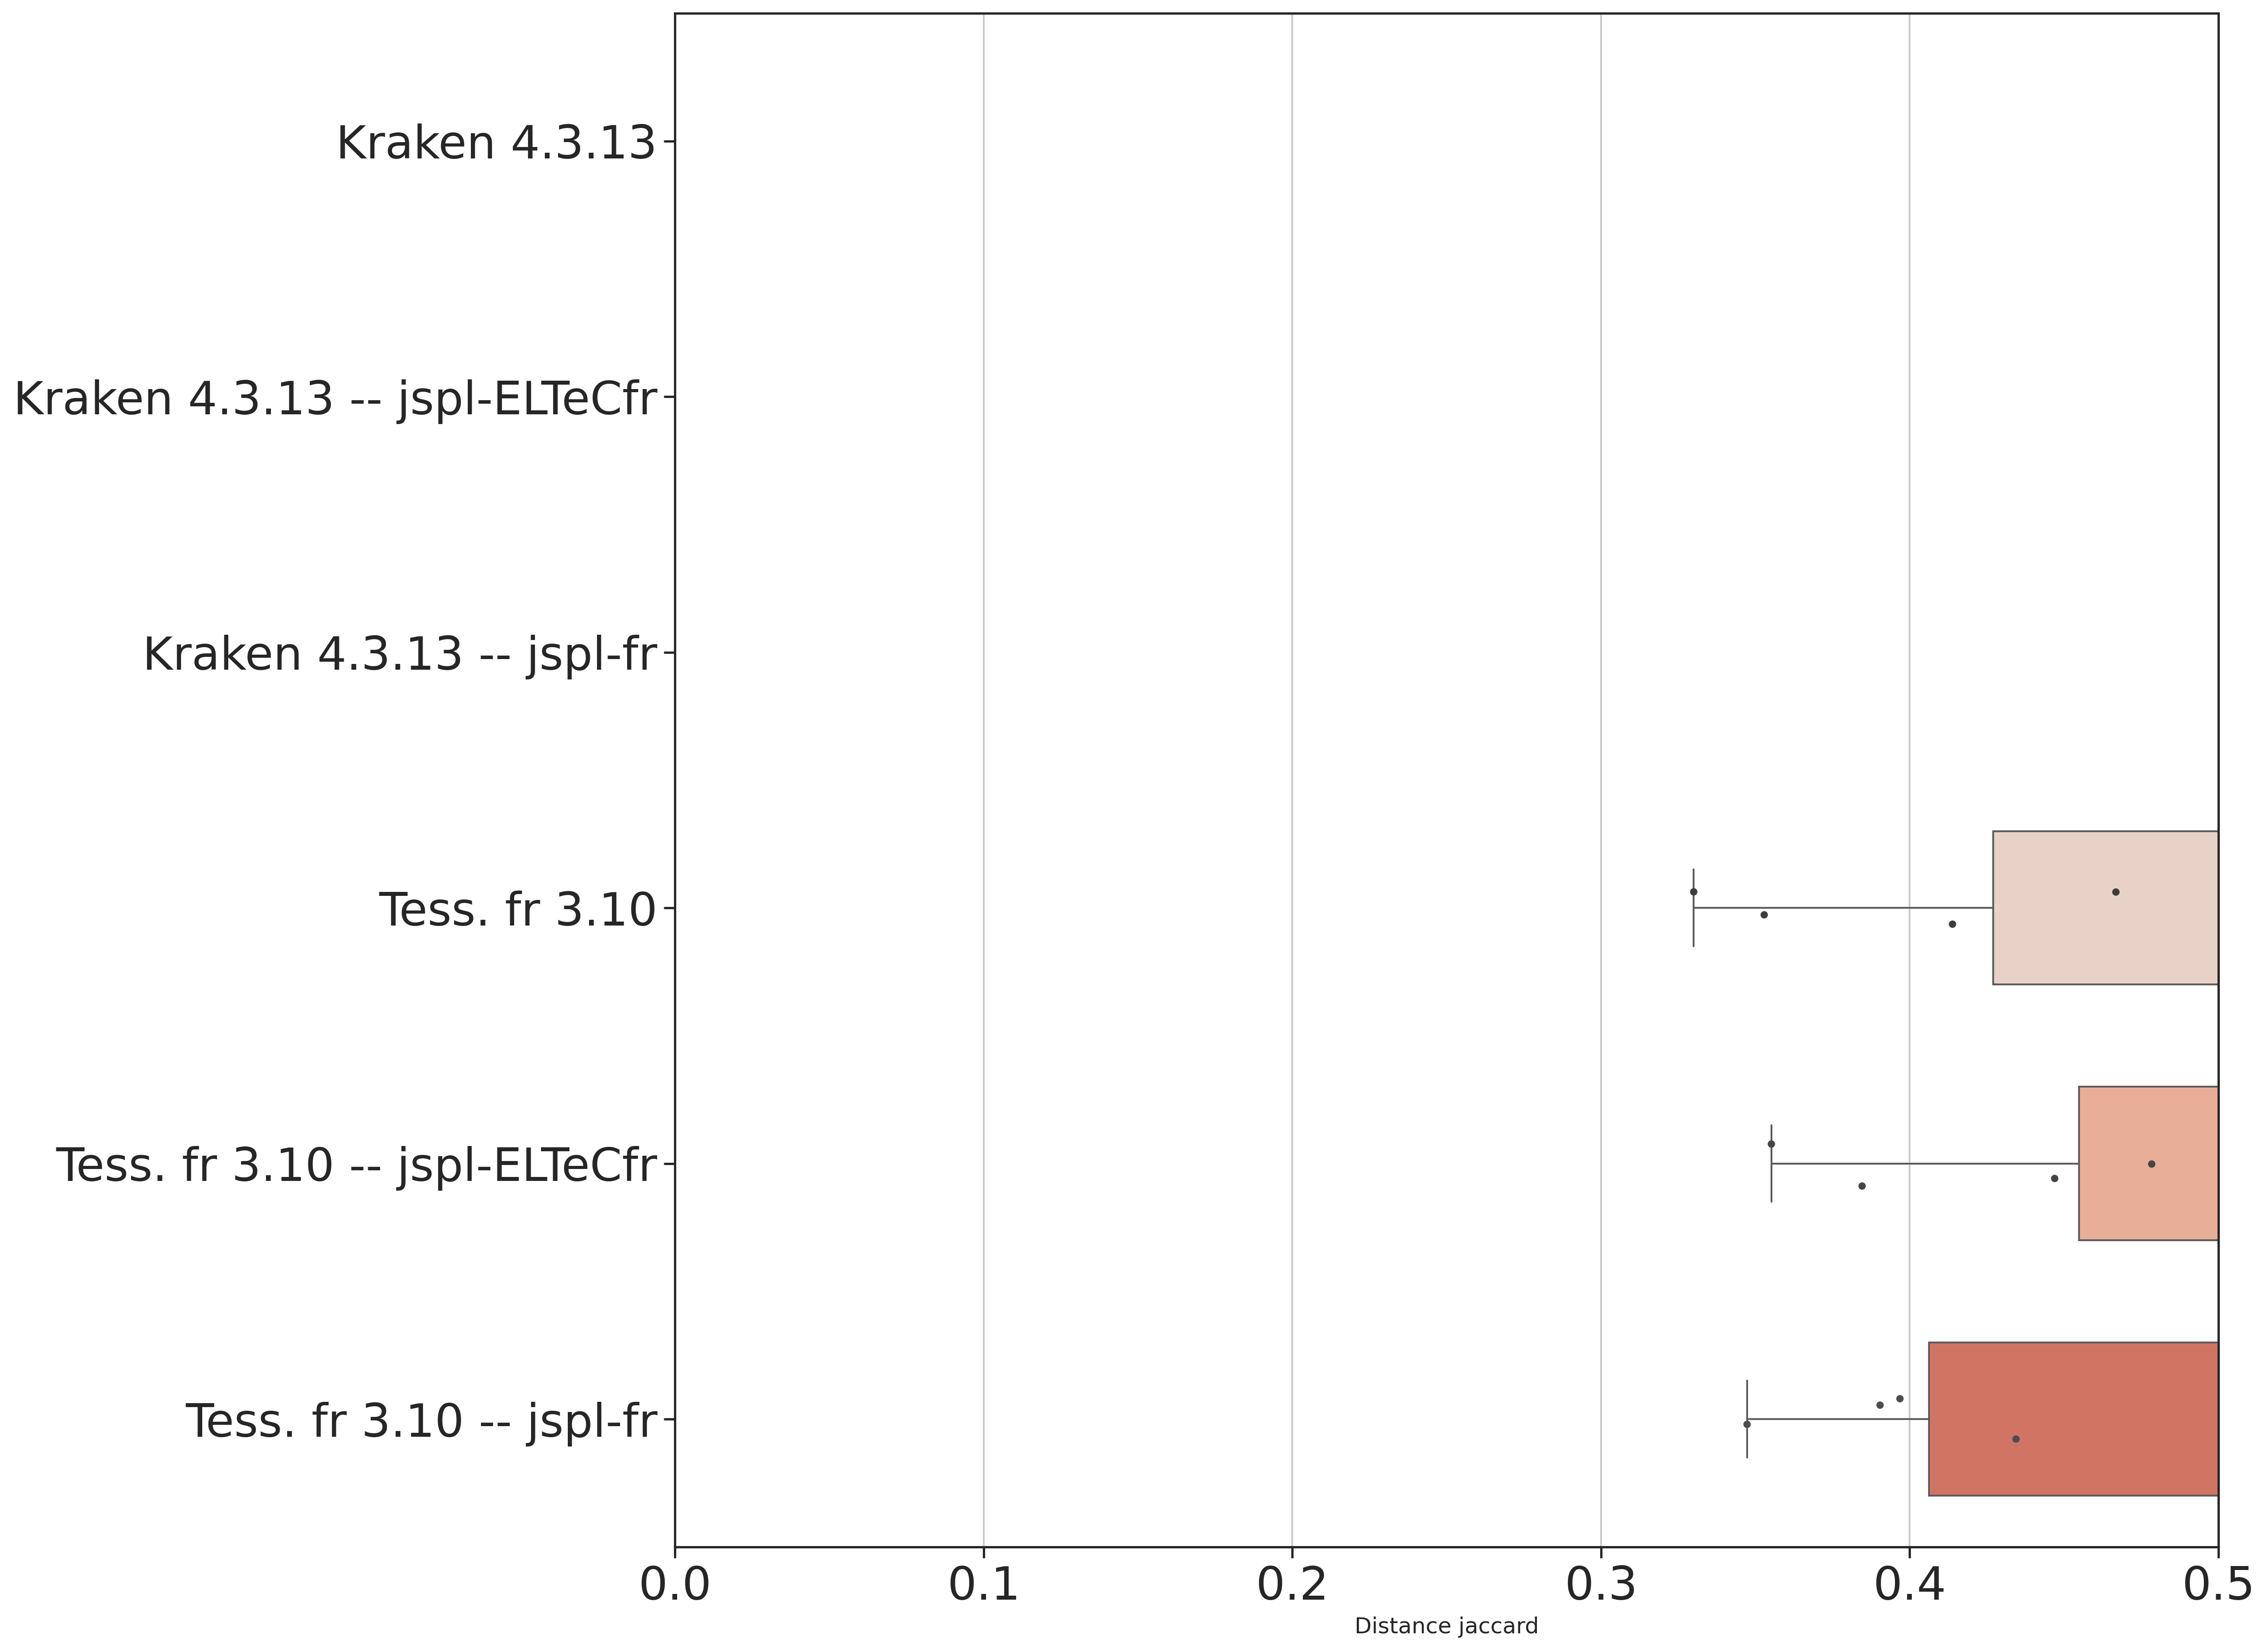 Kraken 4.3.13
Kraken 4.3.13 -- jspl-ELTeCfr
Kraken 4.3.13 -- jspl-fr
Tess. fr 3.10
Tess. fr 3.10 -- jspl-ELTeCfr
Tess. fr 3.10 -- jspl-fr
0.0 0.1 0.2 0.3 0.4 0.5
Distance jaccard